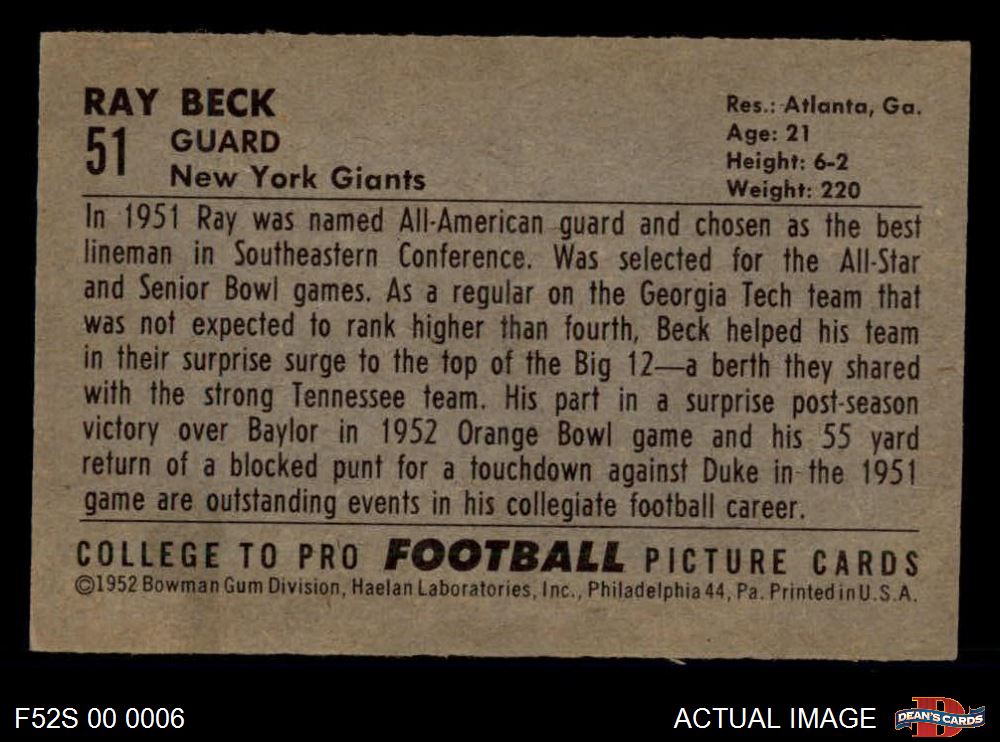 RAY BECK
51
GUARD
New York Giants
Res.: Atlanta, Ga.
Age: 21
Height: 6-2
Weight: 220
In 1951 Ray was named All-American guard and chosen as the best
lineman in Southeastern Conference. Was selected for the All-Star
and Senior Bowl games. As a regular on the Georgia Tech team that
was not expected to rank higher than fourth, Beck helped his team
in their surprise surge to the top of the Big 12—a berth they shared
with the strong Tennessee team. His part in a surprise post-season
victory over Baylor in 1952 Orange Bowl game and his 55 yard
return of a blocked punt for a touchdown against Duke in the 1951
game are outstanding events in his collegiate football career.
COLLEGE TO PRO FOOTBALL PICTURE CARDS
©1952 Bowman Gum Division, Haelan Laboratories, Inc., Philadelphia 44, Pa. Printed in U.S.A.
F52S 00 0006
ACTUAL IMAGE
D
DEAN'S CARDS